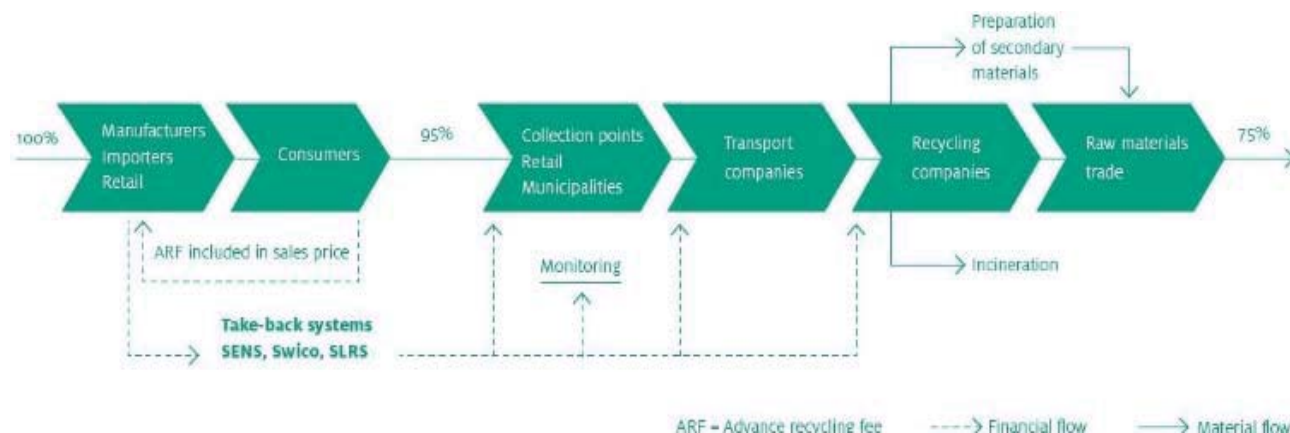 Preparation
of secondary
materials
100%
Manufacturers
Importers
Retail
Consumers
95%
Collection points
Retail
Municipalities
Transport
companies
Recycling
companies
Raw materials
trade
75%
ARF included in sales price
Monitoring
Incineration
Take-back systems
SENS, Swico, SLRS
ARF = Advance recycling fee
Financial flow
Material flow